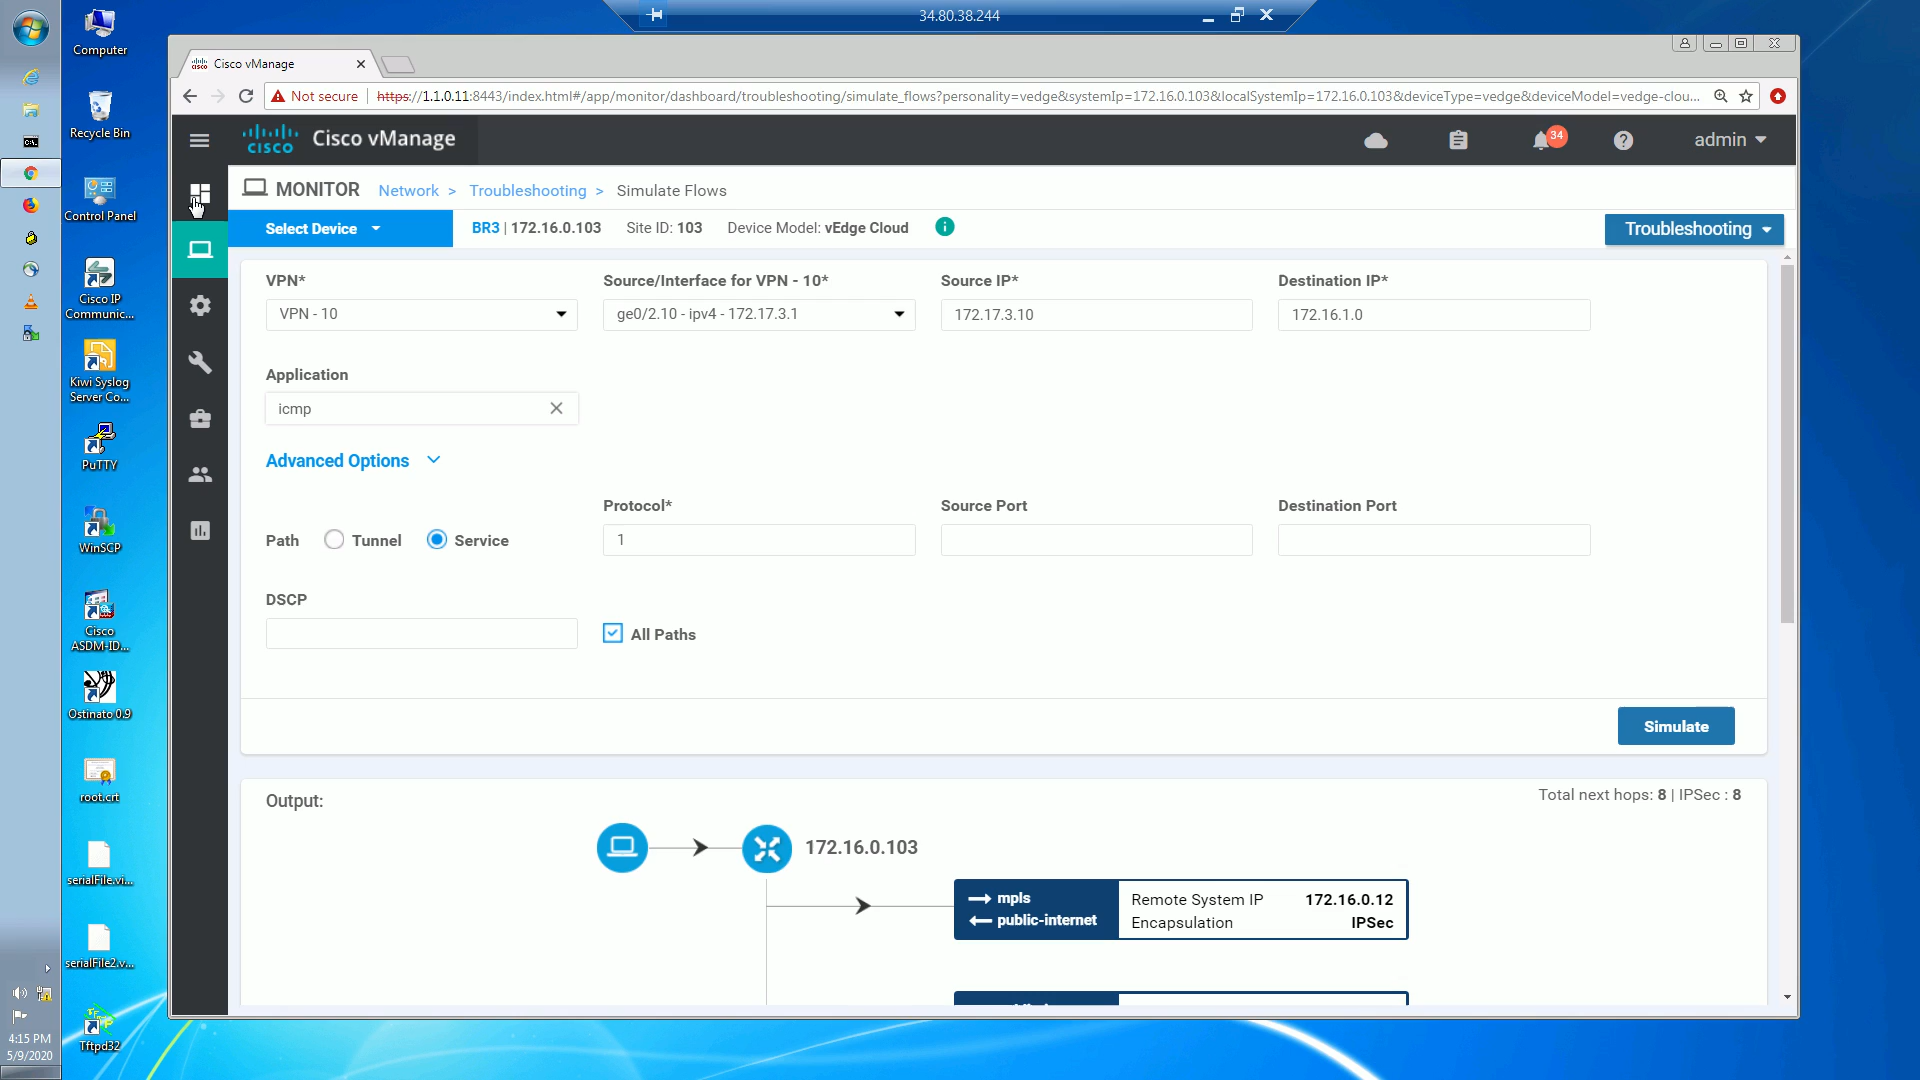 34.80.38.244
Computer
Recycle Bin
Control Panel
Cisco IP
Communic...
Kiwi Syslog
Server Co...
PuTTY
WinSCP
Cisco
ASDM-ID...
Ostinato 0.9
root.crt
serialFile.vi...
serialFile2.v...
Tftpd32
4:15 PM
5/9/2020
Cisco vManage
Not secure | https://1.1.0.11:8443/index.html#/app/monitor/dashboard/troubleshooting/simulate_flows?personality=vedge&systemIp=172.16.0.103&localSystemIp=172.16.0.103&deviceType=vedge&deviceModel=vedge-clou...
cisco Cisco vManage 34 admin
MONITOR Network > Troubleshooting > Simulate Flows
Select Device BR3 | 172.16.0.103 Site ID: 103 Device Model: vEdge Cloud Troubleshooting
VPN* Source/Interface for VPN - 10* Source IP* Destination IP*
VPN - 10 ge0/2.10 - ipv4 - 172.17.3.1 172.17.3.10 172.16.1.0
Application
icmp
Advanced Options
Protocol* Source Port Destination Port
Path Tunnel Service 1
DSCP
All Paths
Simulate
Output: Total next hops: 8 | IPSec : 8
172.16.0.103
mpls Remote System IP 172.16.0.12
public-internet Encapsulation IPSec